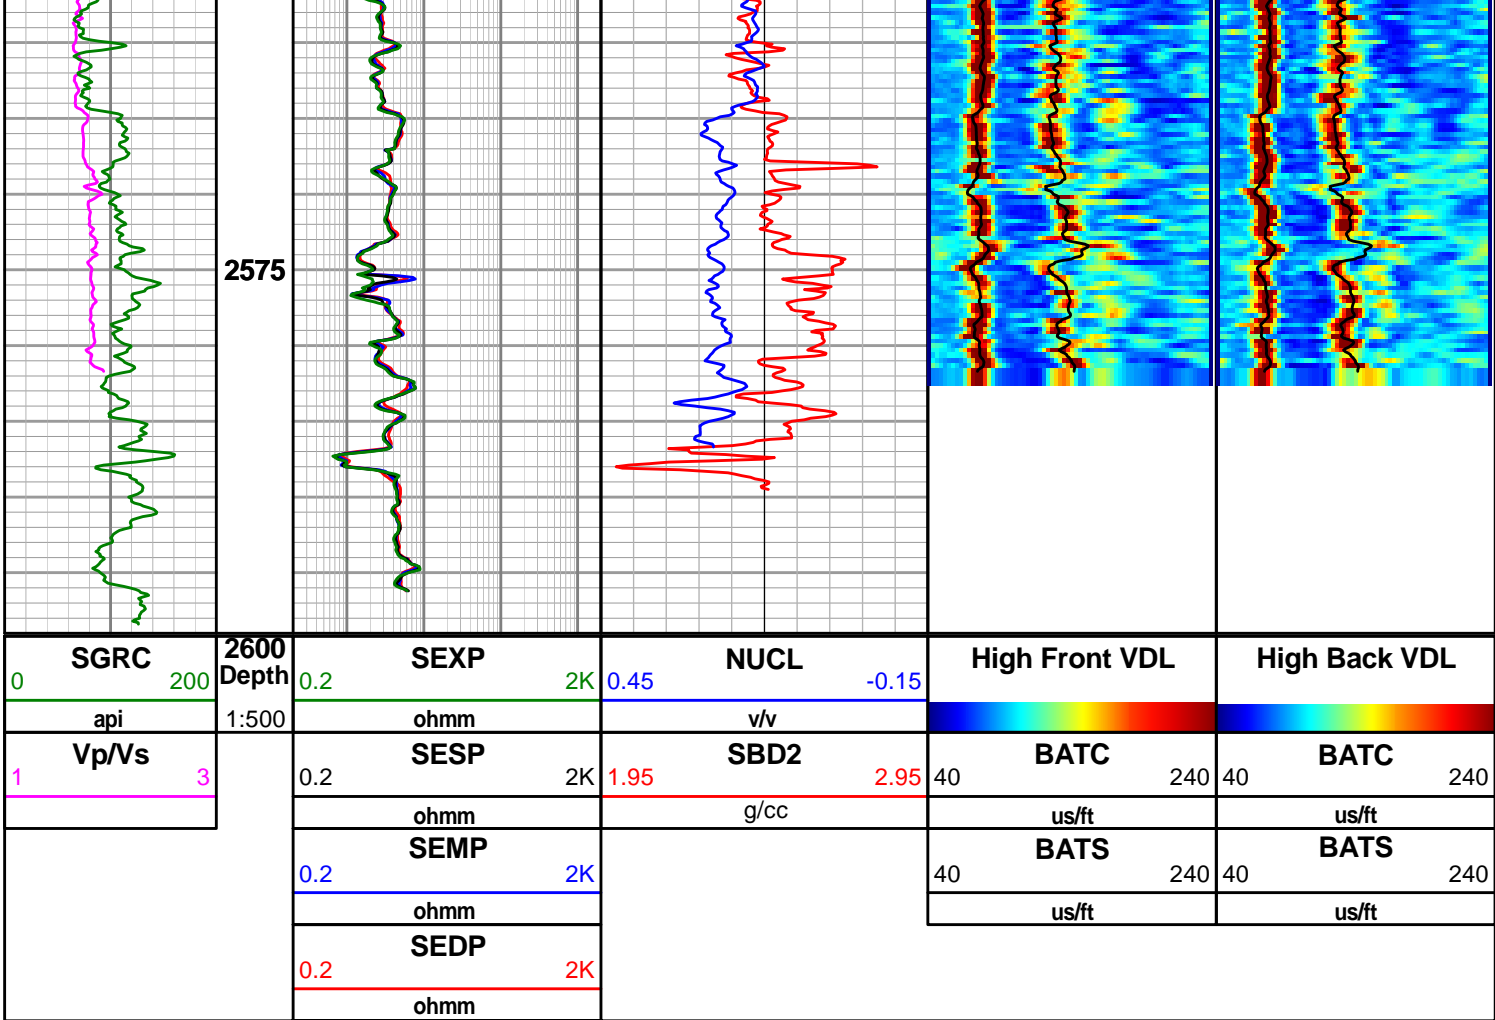 2575
SGRC
0 200
api
Vp/Vs
1 3
2600
Depth
1:500
SEXP
0.2 2K
ohmm
SESP
0.2 2K
ohmm
SEMP
0.2 2K
ohmm
SEDP
0.2 2K
ohmm
NUCL
0.45 -0.15
v/v
SBD2
1.95 2.95
g/cc
High Front VDL
BATC
40 240
us/ft
BATS
40 240
us/ft
High Back VDL
BATC
40 240
us/ft
BATS
40 240
us/ft